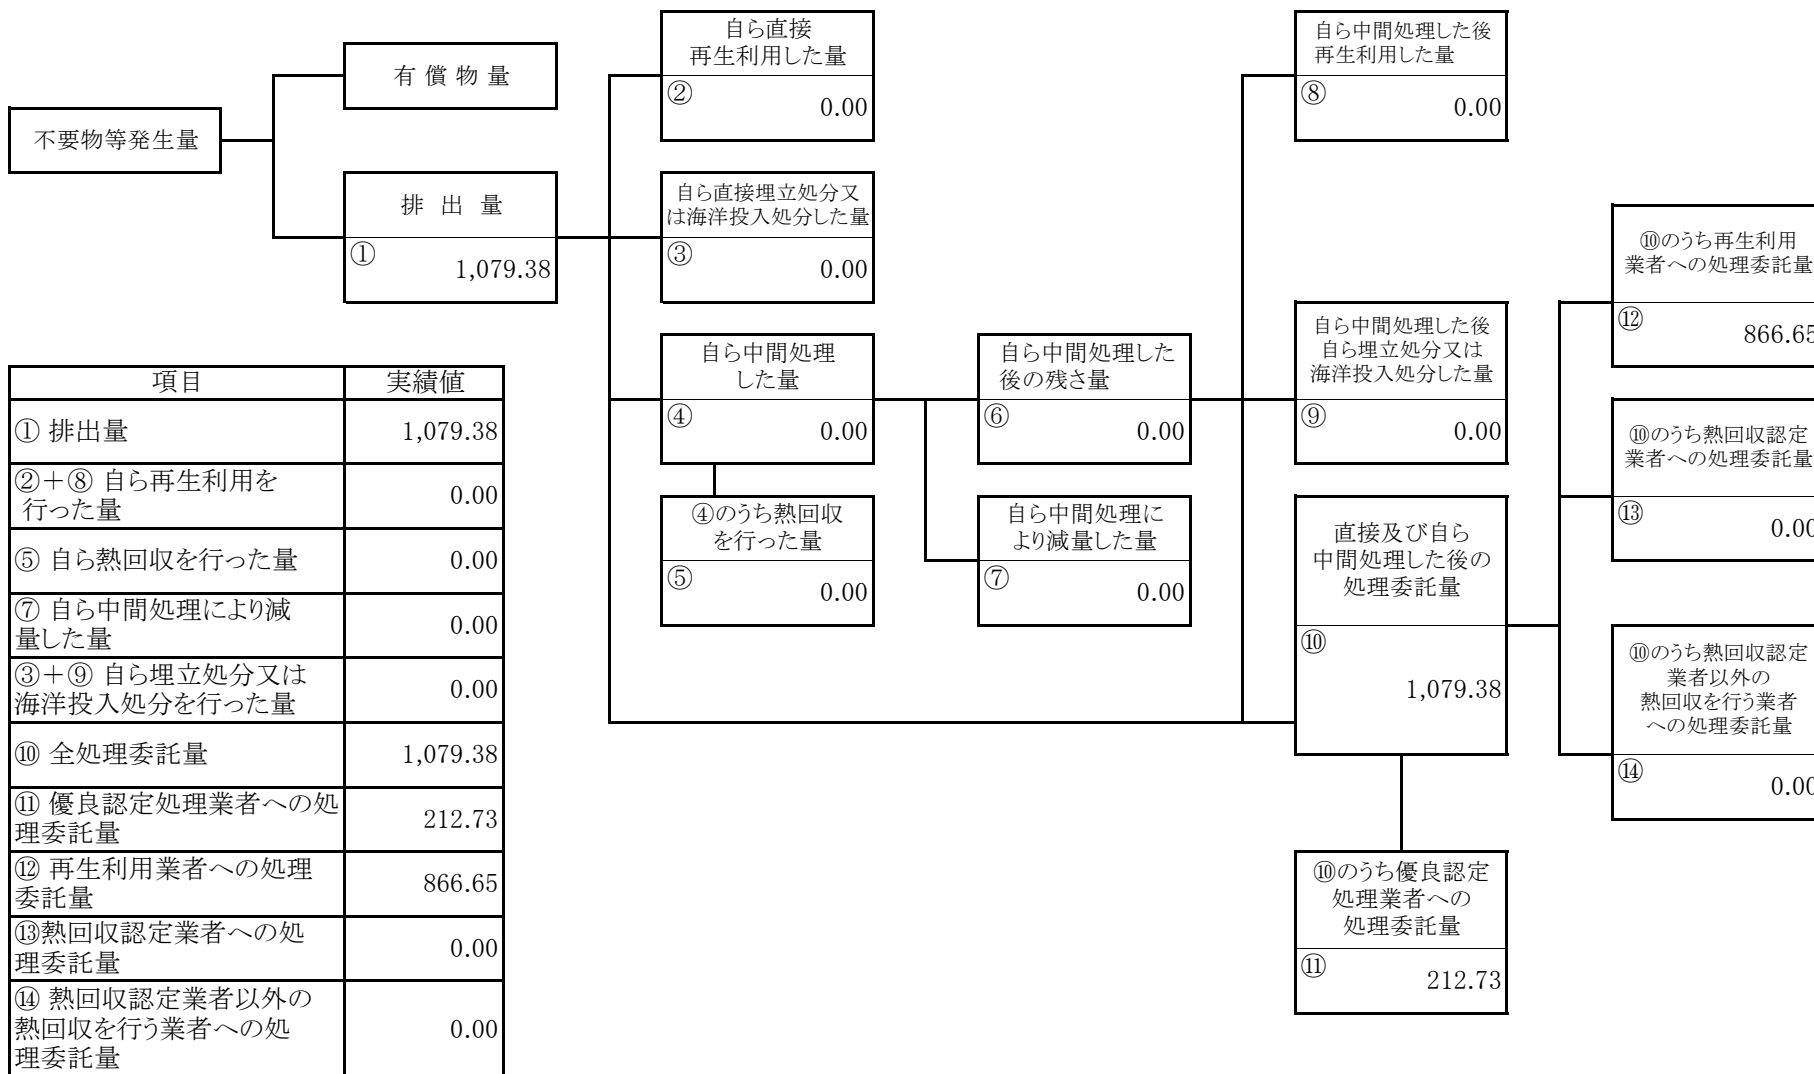 不要物等発生量
有 償 物 量
排 出 量
①
1,079.38
自ら直接
再生利用した量
②
0.00
自ら直接埋立処分又
は海洋投入処分した量
③
0.00
自ら中間処理
した量
④
0.00
④のうち熱回収
を行った量
⑤
0.00
自ら中間処理した
後の残さ量
⑥
0.00
自ら中間処理に
より減量した量
⑦
0.00
自ら中間処理した後
再生利用した量
⑧
0.00
自ら中間処理した後
自ら埋立処分又は
海洋投入処分した量
⑨
0.00
直接及び自ら
中間処理した後の
処理委託量
⑩
1,079.38
⑩のうち優良認定
処理業者への
処理委託量
⑪
212.73
⑩のうち再生利用
業者への処理委託量
⑫
866.65
⑩のうち熱回収認定
業者への処理委託量
⑬
0.00
⑩のうち熱回収認定
業者以外の
熱回収を行う業者
への処理委託量
⑭
0.00
項目 実績値
① 排出量 1,079.38
②＋⑧ 自ら再生利用を
行った量 0.00
⑤ 自ら熱回収を行った量 0.00
⑦ 自ら中間処理により減
量した量 0.00
③＋⑨ 自ら埋立処分又は
海洋投入処分を行った量 0.00
⑩ 全処理委託量 1,079.38
⑪ 優良認定処理業者への処
理委託量 212.73
⑫ 再生利用業者への処理
委託量 866.65
⑬熱回収認定業者への処
理委託量 0.00
⑭ 熱回収認定業者以外の
熱回収を行う業者への処
理委託量 0.00